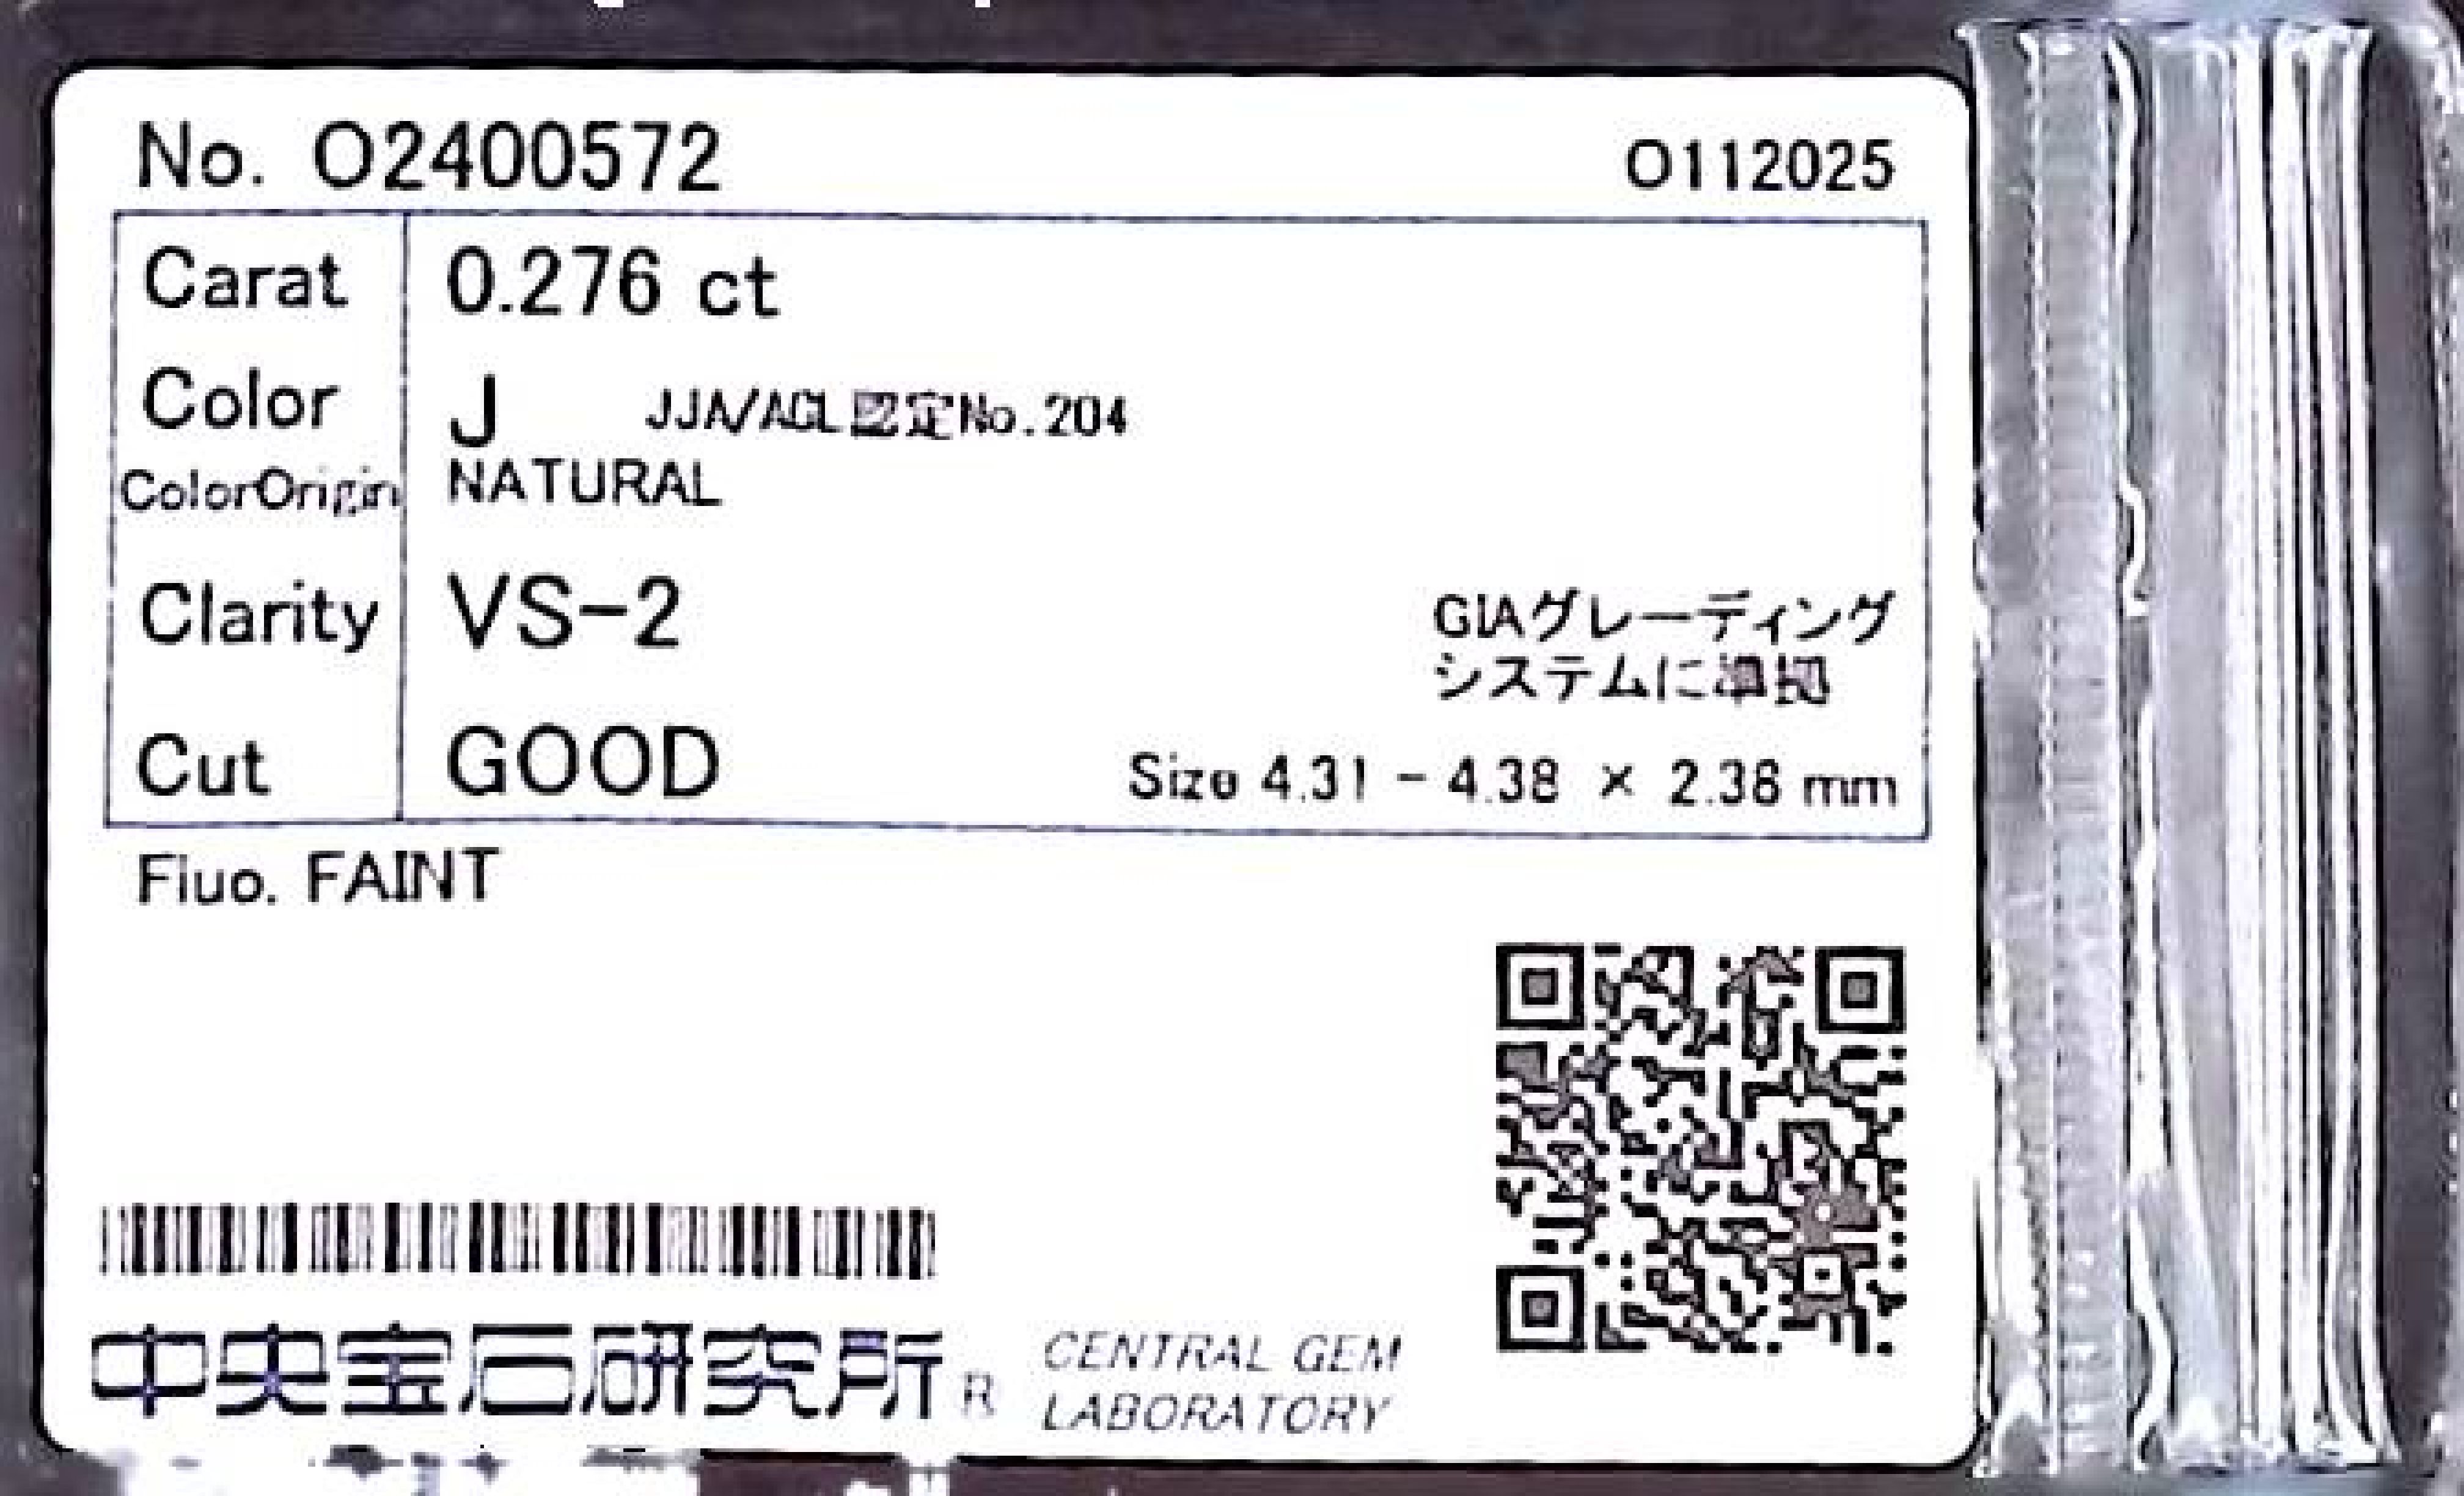 No. O2400572
O112025
Carat 0.276 ct
Color J JJA/AGL認定No.204
ColorOrigin NATURAL
Clarity VS-2
GIAグレーディング
システムに準拠
Cut GOOD
Size 4.31 - 4.38 × 2.38 mm
Fluo. FAINT
中央宝石研究所 R
CENTRAL GEM
LABORATORY